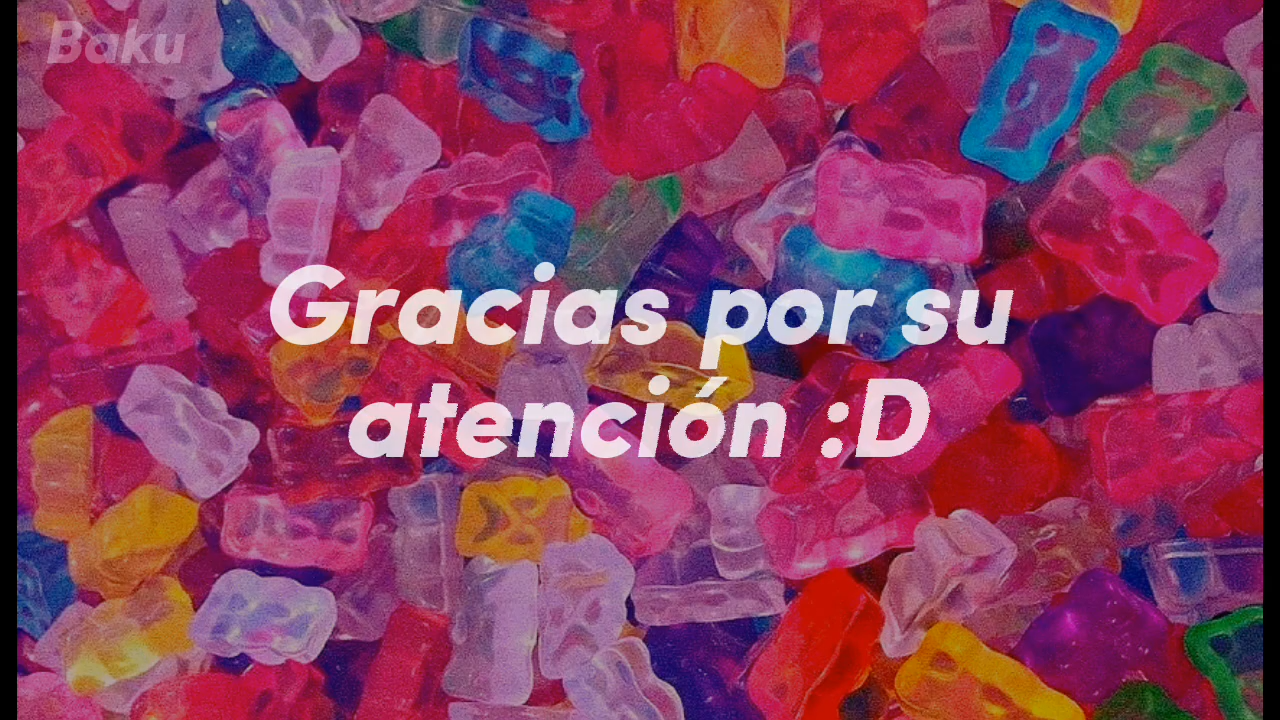 Baku
Gracias por su
atención :D